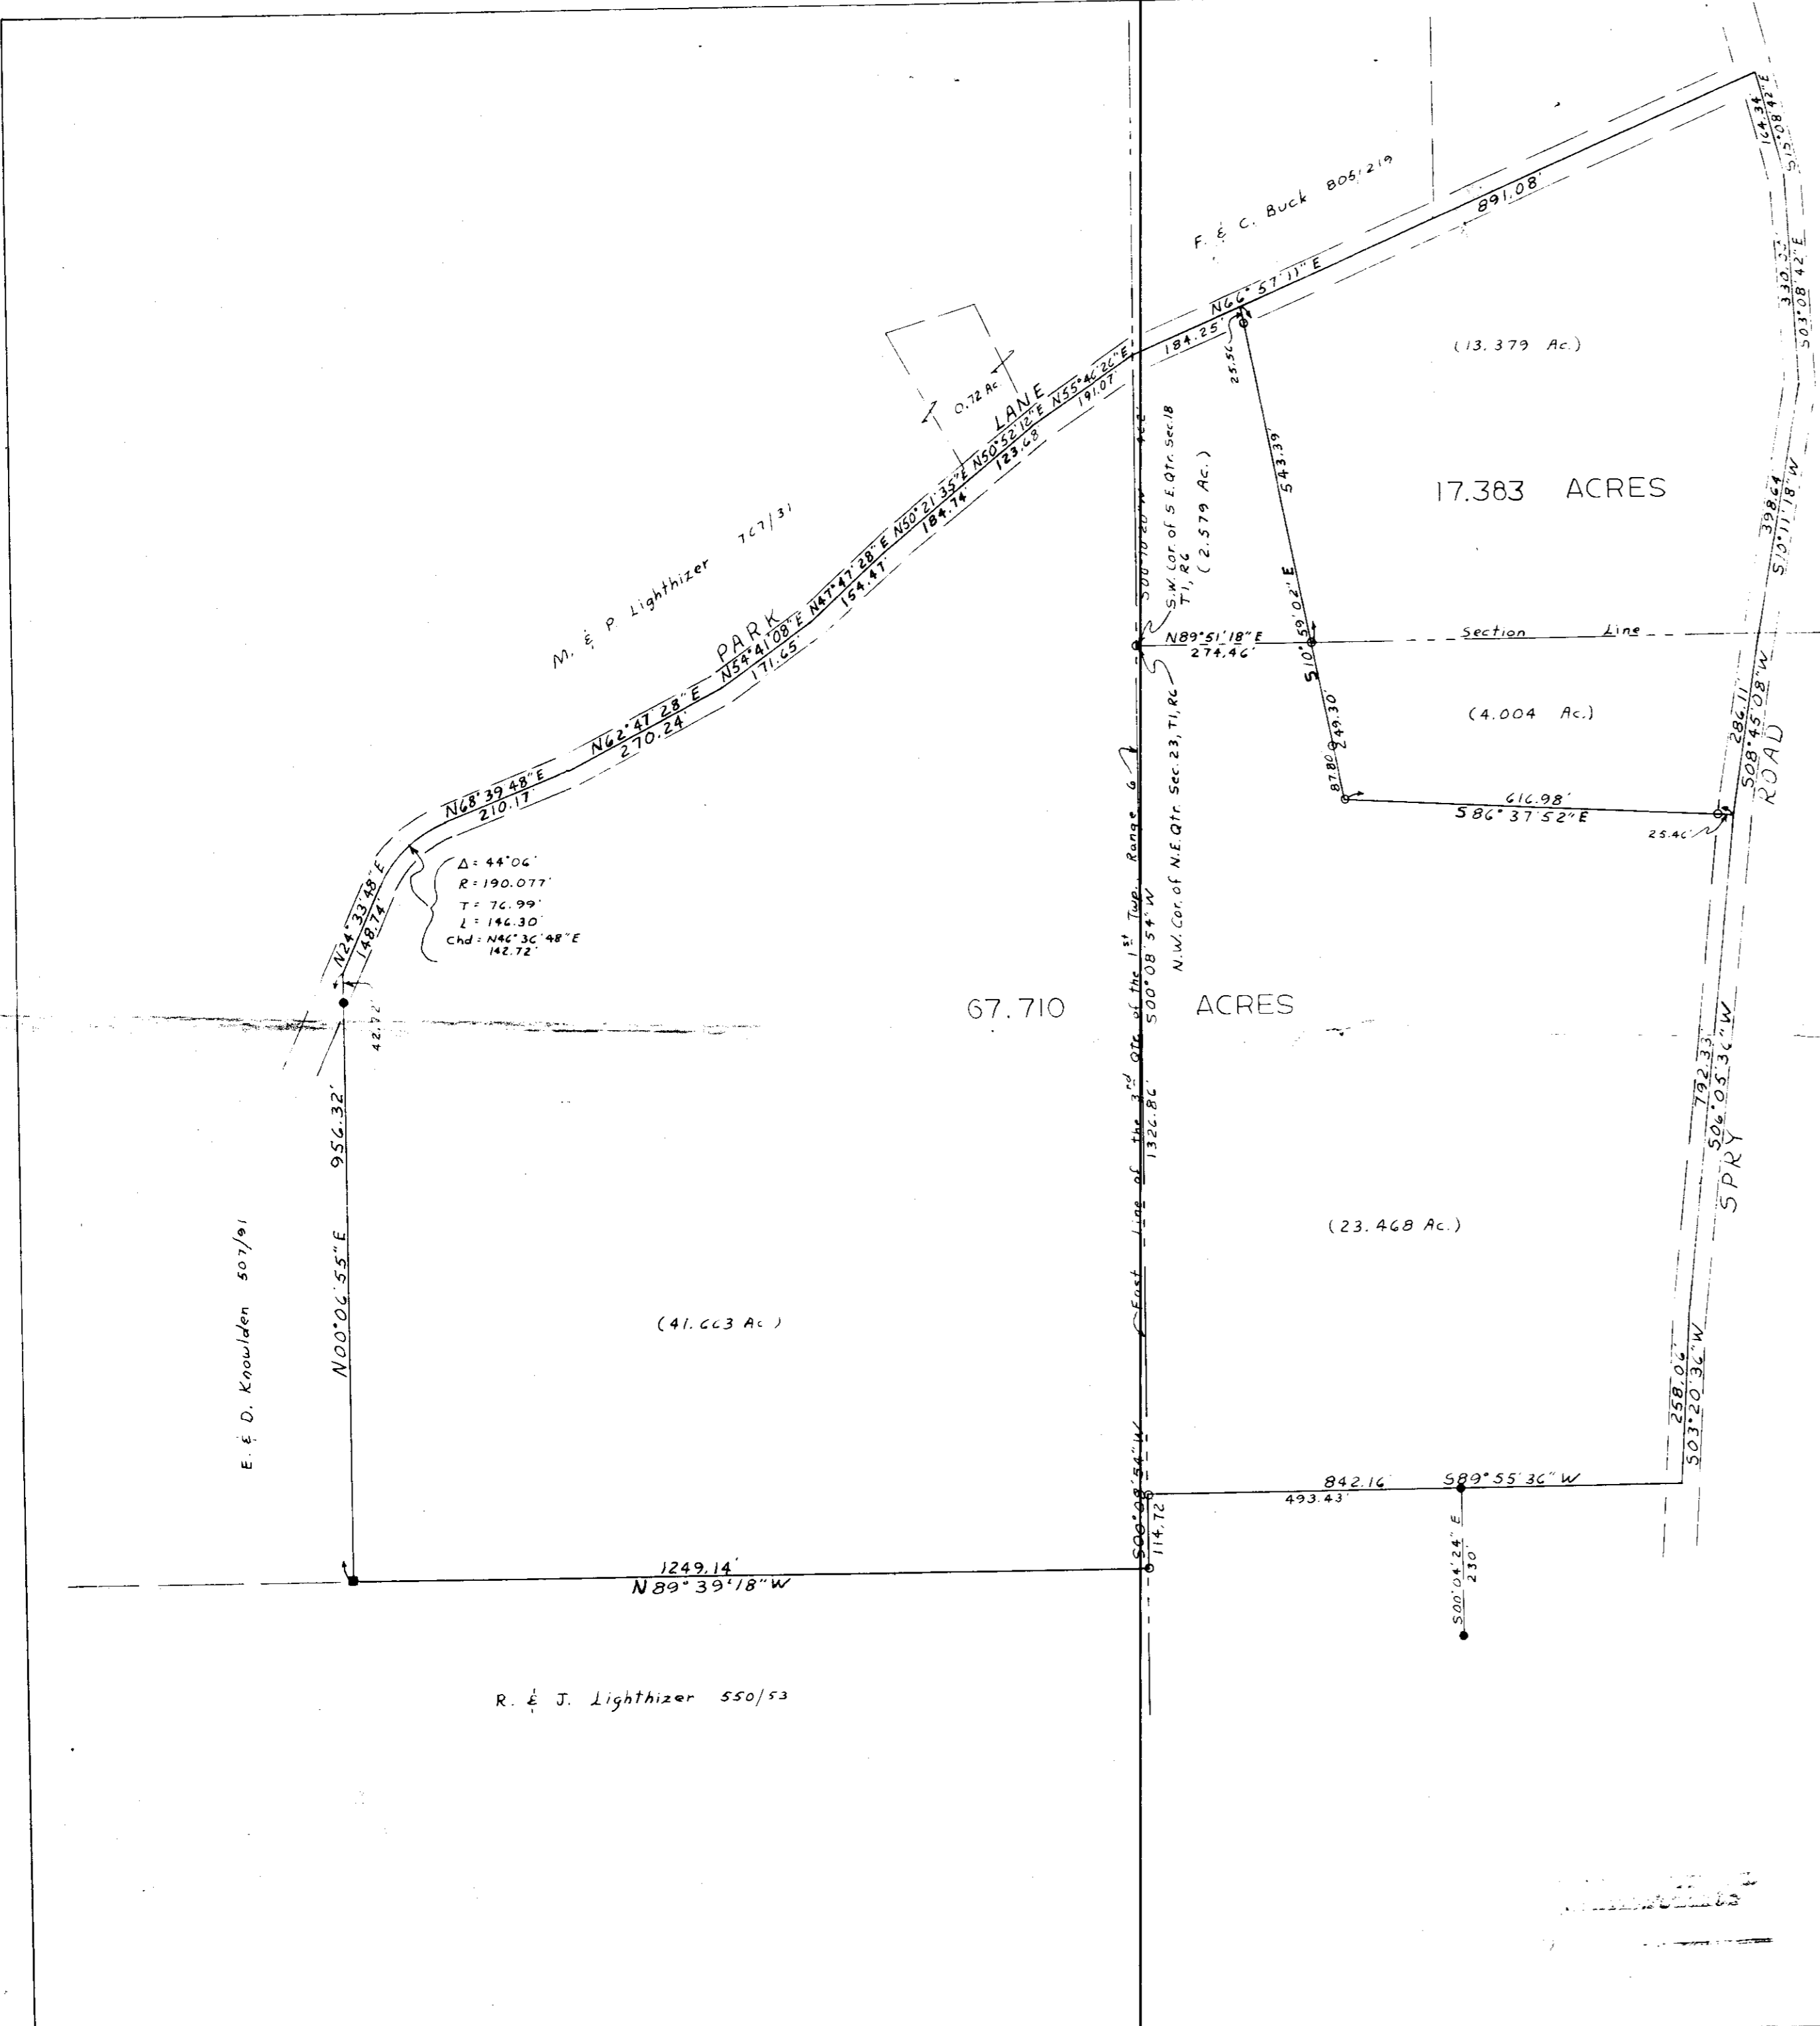 F. & C. Buck 805/219
891.08'
164.34'
S15°08'42"E
330.33'
S03°08'42"E
N66°57'11"E
184.25'
25.56'
(13.379 Ac.)
17.383 ACRES
543.39'
S10°59'02"E
398.64'
S10°11'18"W
0.72 Ac.
LANE
N55°46'26"E
191.07'
N50°52'12"E
123.68'
N50°21'35"E
184.74'
N47°47'28"E
154.47'
M. & P. Lighthizer 767/31
PARK
N54°41'08"E
171.65'
N62°47'28"E
270.24'
N68°39'48"E
210.17'
N24°33'48"E
148.74'
Δ = 44°06'
R = 190.077'
T = 76.99'
L = 146.30'
Chd = N46°36'48"E
142.72'
S.W. Cor. of S.E. Qtr. Sec. 18
T1, R6
(2.579 Ac.)
N89°51'18"E
274.46'
Section Line
N.W. Cor. of N.E. Qtr. Sec. 23, T1, R6
(4.004 Ac.)
249.30'
87.80
616.98'
S86°37'52"E
25.46'
286.11'
S08°45'08"W
ROAD
East Line of the 3rd Qtr. of the 1st Twp. Range 6
S00°08'54"W
1326.86'
67.710 ACRES
42.72'
956.32'
N00°06'55"E
E. & D. Knowlden 507/91
(41.663 Ac.)
(23.468 Ac.)
792.33'
S06°05'36"W
SPRY
258.06'
S03°20'36"W
842.16' S89°55'36"W
493.43'
S00°08'54"W
114.72'
S00°04'24"E
230'
1249.14'
N89°39'18"W
R. & J. Lighthizer 550/53